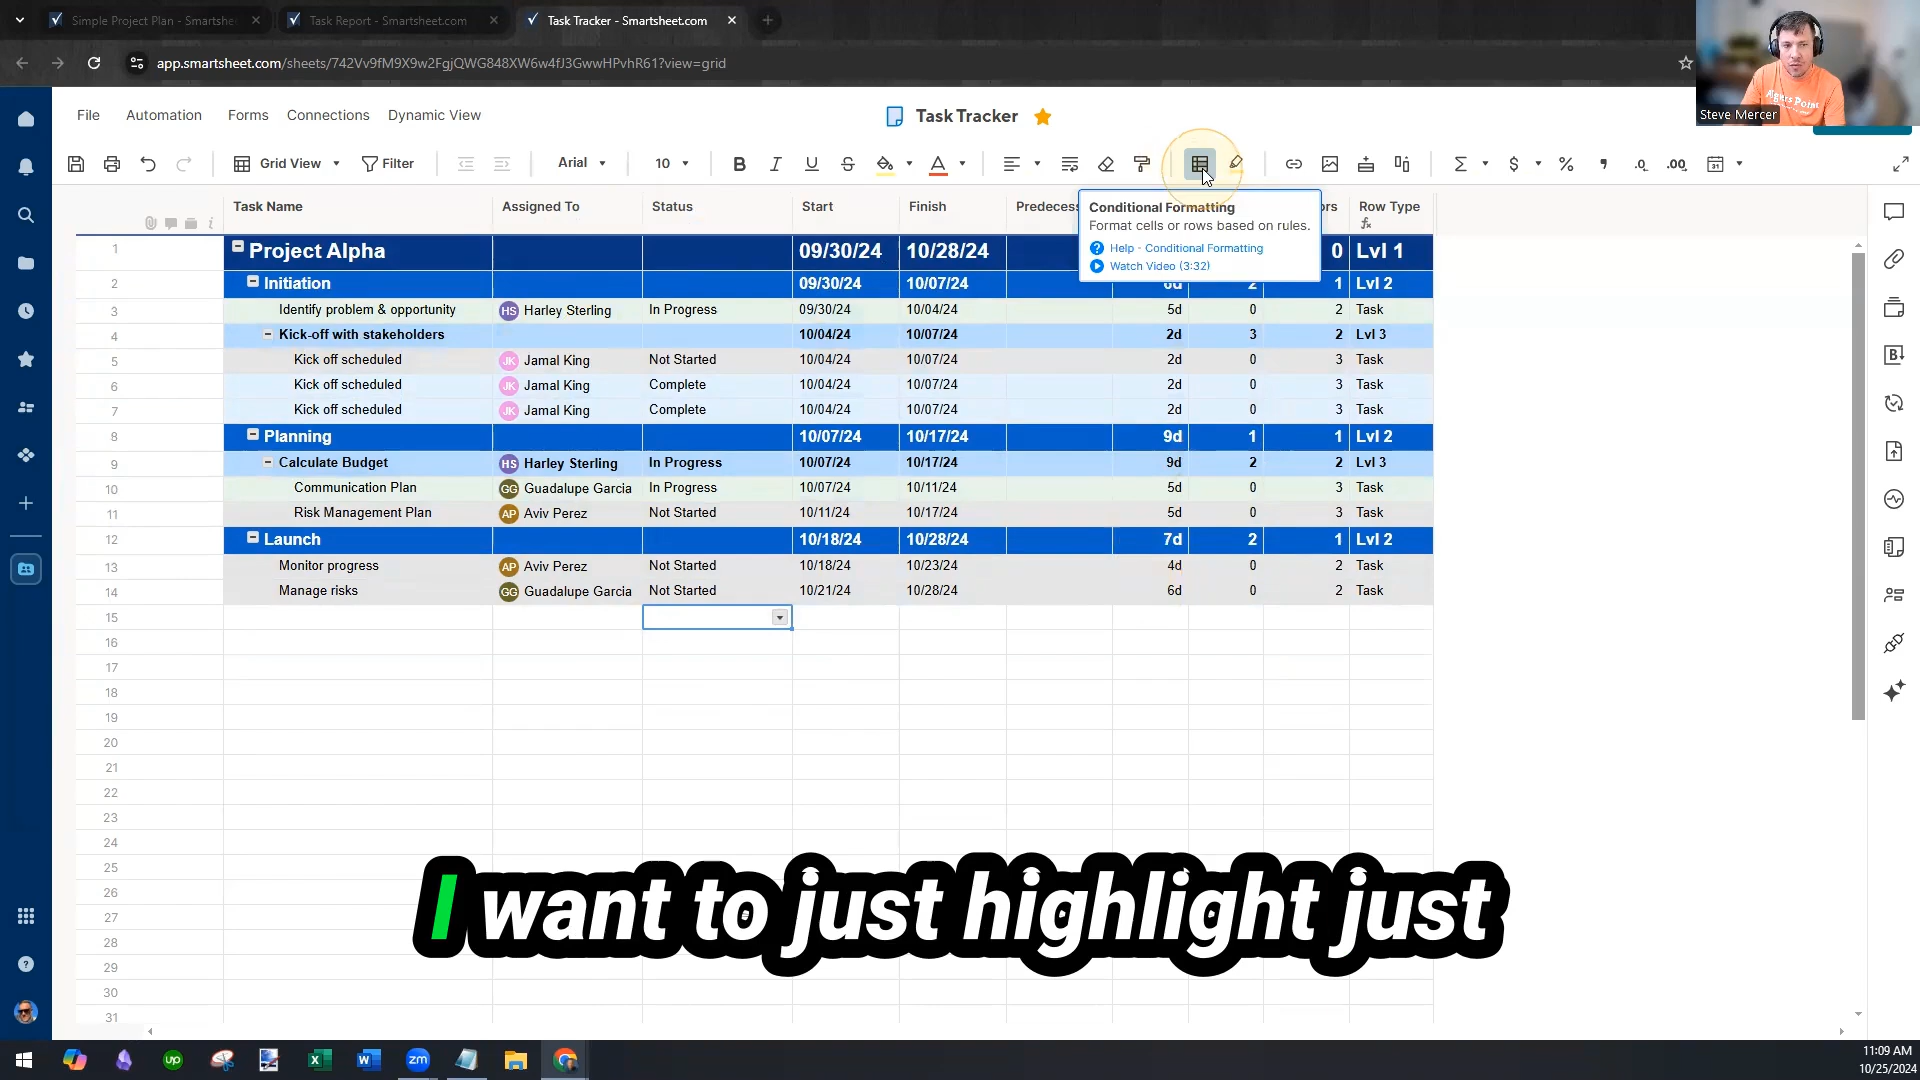 Simple Project Plan - Smartshe
Task Report - Smartsheet.com
Task Tracker - Smartsheet.com
app.smartsheet.com/sheets/742Vv9fM9X9w2FgjQWG848XW6w4fJ3GwwHPvhR61?view=grid
Steve Mercer
File Automation Forms Connections Dynamic View
Task Tracker
Grid View Filter Arial 10
Task Name Assigned To Status Start Finish Predecess ors Row Type
Conditional Formatting
Format cells or rows based on rules.
Help - Conditional Formatting
Watch Video (3:32)
1 Project Alpha 09/30/24 10/28/24 0 Lvl 1
2 Initiation 09/30/24 10/07/24 6d 2 1 Lvl 2
3 Identify problem & opportunity HS Harley Sterling In Progress 09/30/24 10/04/24 5d 0 2 Task
4 Kick-off with stakeholders 10/04/24 10/07/24 2d 3 2 Lvl 3
5 Kick off scheduled JK Jamal King Not Started 10/04/24 10/07/24 2d 0 3 Task
6 Kick off scheduled JK Jamal King Complete 10/04/24 10/07/24 2d 0 3 Task
7 Kick off scheduled JK Jamal King Complete 10/04/24 10/07/24 2d 0 3 Task
8 Planning 10/07/24 10/17/24 9d 1 1 Lvl 2
9 Calculate Budget HS Harley Sterling In Progress 10/07/24 10/17/24 9d 2 2 Lvl 3
10 Communication Plan GG Guadalupe Garcia In Progress 10/07/24 10/11/24 5d 0 3 Task
11 Risk Management Plan AP Aviv Perez Not Started 10/11/24 10/17/24 5d 0 3 Task
12 Launch 10/18/24 10/28/24 7d 2 1 Lvl 2
13 Monitor progress AP Aviv Perez Not Started 10/18/24 10/23/24 4d 0 2 Task
14 Manage risks GG Guadalupe Garcia Not Started 10/21/24 10/28/24 6d 0 2 Task
15
16
17
18
19
20
21
22
23
24
25
26
27
28
29
30
31
I want to just highlight just
11:09 AM
10/25/2024